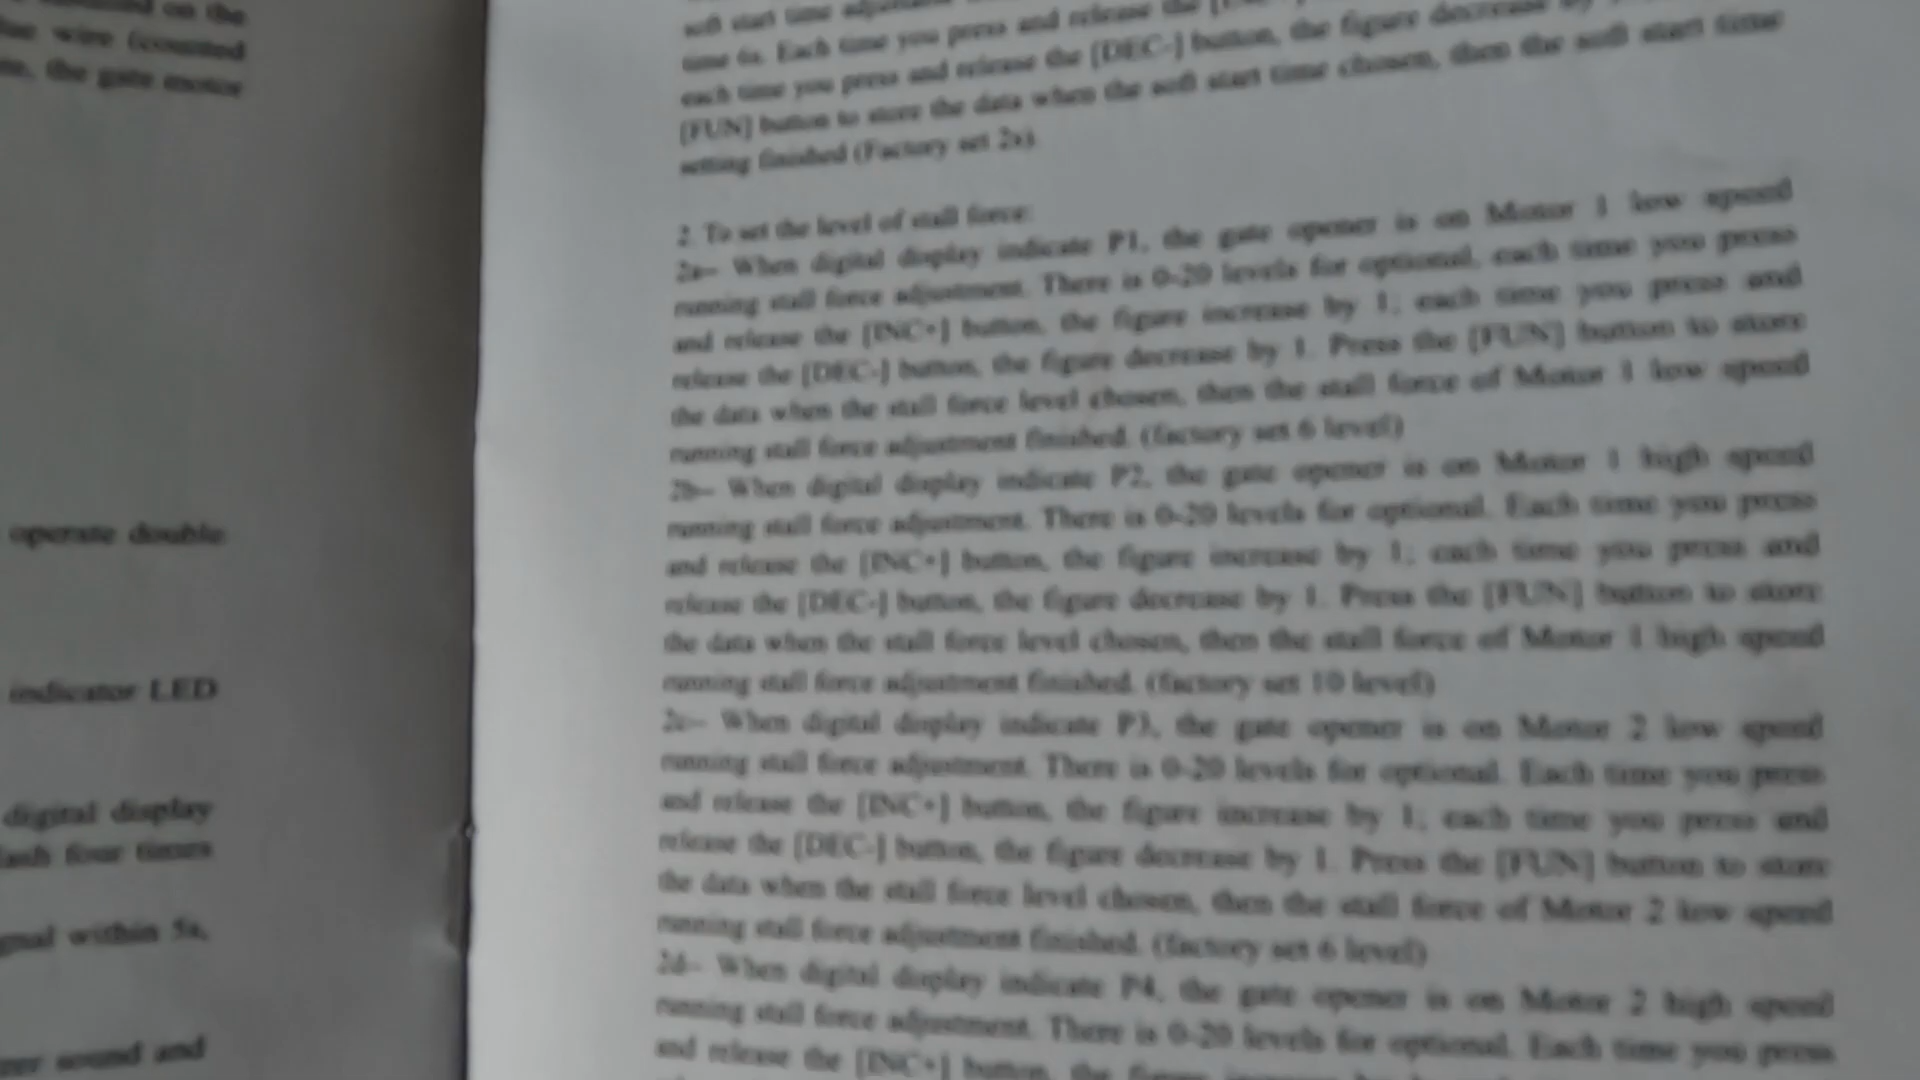 on the
wire (counted
the gate motor
operate double
indicator LED
digital display
flash four times
within 5s,
sound and
soft start time
time 6s. Each time you press and release the
each time you press and release the [DEC-] button, the figure decrease by
[FUN] button to store the data when the soft start time chosen, then the soft start time
setting finished (Factory set 2s).
2. To set the level of stall force:
2a-- When digital display indicate P1, the gate opener is on Motor 1 low speed
running stall force adjustment. There is 0-20 levels for optional, each time you press
and release the [INC+] button, the figure increase by 1; each time you press and
release the [DEC-] button, the figure decrease by 1. Press the [FUN] button to store
the data when the stall force level chosen, then the stall force of Motor 1 low speed
running stall force adjustment finished. (factory set 6 level)
2b-- When digital display indicate P2, the gate opener is on Motor 1 high speed
running stall force adjustment. There is 0-20 levels for optional. Each time you press
and release the [INC+] button, the figure increase by 1; each time you press and
release the [DEC-] button, the figure decrease by 1. Press the [FUN] button to store
the data when the stall force level chosen, then the stall force of Motor 1 high speed
running stall force adjustment finished. (factory set 10 level)
2c-- When digital display indicate P3, the gate opener is on Motor 2 low speed
running stall force adjustment. There is 0-20 levels for optional. Each time you press
and release the [INC+] button, the figure increase by 1; each time you press and
release the [DEC-] button, the figure decrease by 1. Press the [FUN] button to store
the data when the stall force level chosen, then the stall force of Motor 2 low speed
running stall force adjustment finished. (factory set 6 level)
2d-- When digital display indicate P4, the gate opener is on Motor 2 high speed
running stall force adjustment. There is 0-20 levels for optional. Each time you press
and release the [INC+] button, the figure